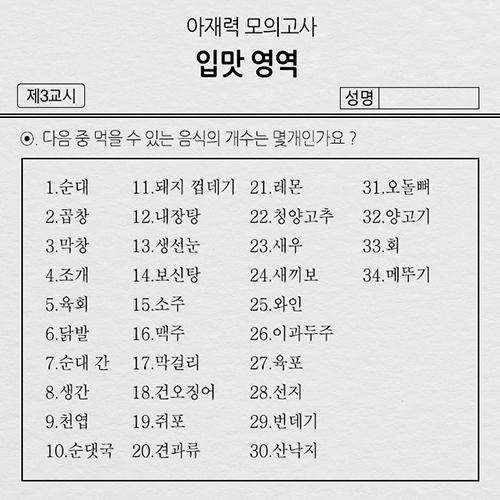 아재력 모의고사
입맛 영역
제3교시
성명
⦿. 다음 중 먹을 수 있는 음식의 개수는 몇개인가요 ?
1.순대 11.돼지 껍데기 21.레몬 31.오돌뼈
2.곱창 12.내장탕 22.청양고추 32.양고기
3.막창 13.생선눈 23.새우 33.회
4.조개 14.보신탕 24.새끼보 34.메뚜기
5.육회 15.소주 25.와인
6.닭발 16.맥주 26.이과두주
7.순대 간 17.막걸리 27.육포
8.생간 18.건오징어 28.선지
9.천엽 19.쥐포 29.번데기
10.순댓국 20.견과류 30.산낙지